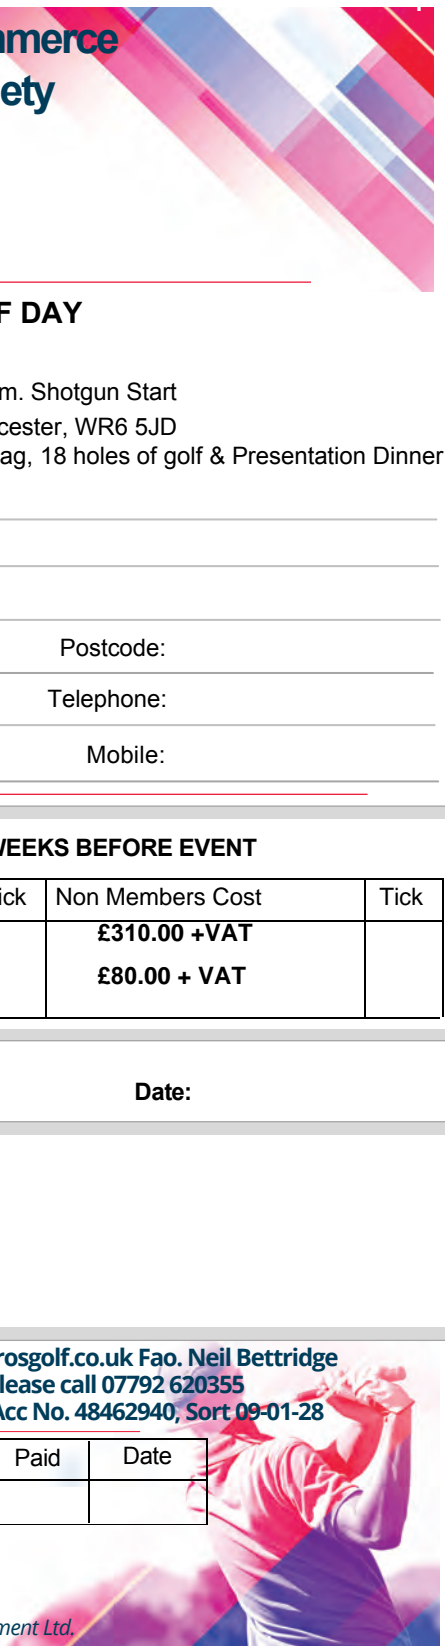 mmerce
ety
F DAY
m. Shotgun Start
cester, WR6 5JD
ag, 18 holes of golf & Presentation Dinner
Postcode:
Telephone:
Mobile:
WEEKS BEFORE EVENT
ick Non Members Cost Tick
£310.00 +VAT
£80.00 + VAT
Date:
rosgolf.co.uk Fao. Neil Bettridge
lease call 07792 620355
Acc No. 48462940, Sort 09-01-28
Paid Date
ment Ltd.